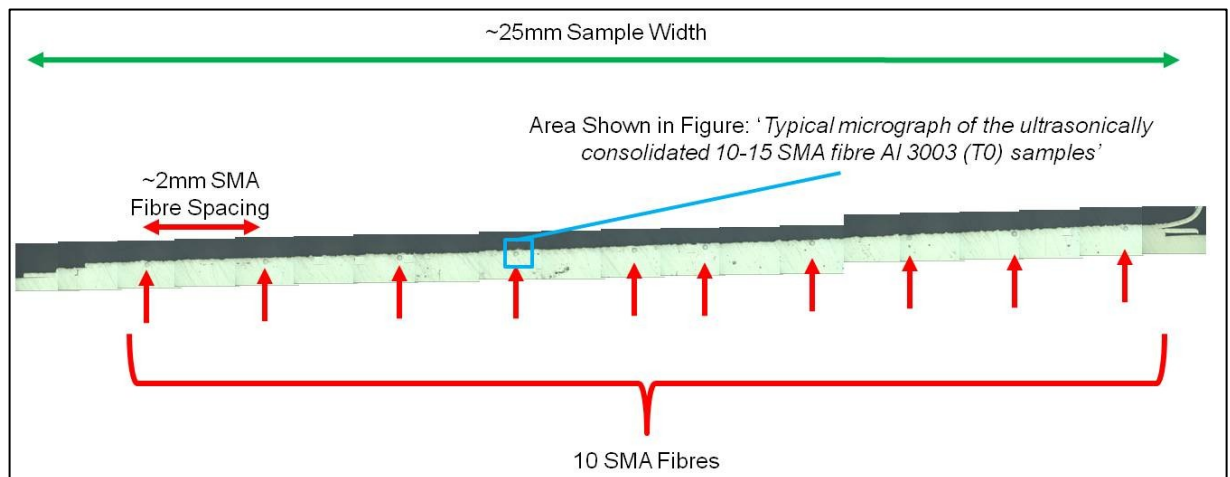 ~25mm Sample Width
Area Shown in Figure: ‘Typical micrograph of the ultrasonically
consolidated 10-15 SMA fibre Al 3003 (T0) samples’
~2mm SMA
Fibre Spacing
10 SMA Fibres